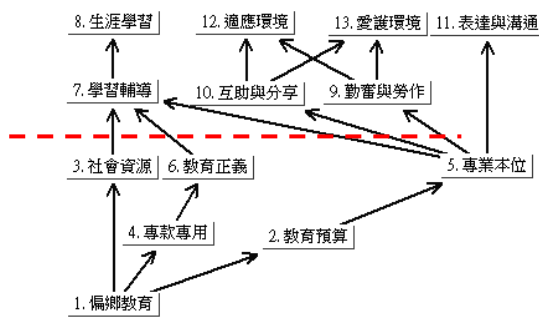 8. 生涯學習
12. 適應環境
13. 愛護環境
11. 表達與溝通
7. 學習輔導
10. 互助與分享
9. 勤奮與勞作
3. 社會資源
6. 教育正義
5. 專業本位
4. 專款專用
2. 教育預算
1. 偏鄉教育